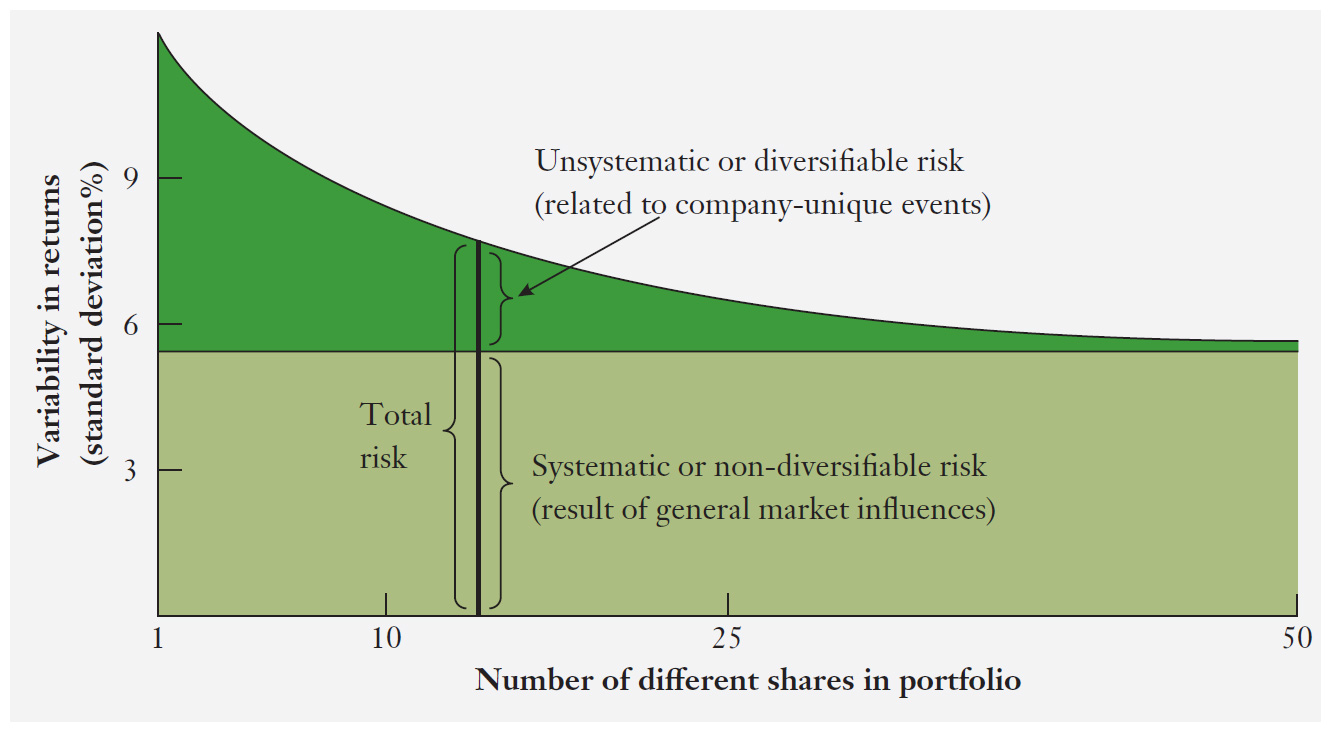 Variability in returns
(standard deviation%)
9
6
3
Unsystematic or diversifiable risk
(related to company-unique events)
Total
risk
Systematic or non-diversifiable risk
(result of general market influences)
1
10
25
50
Number of different shares in portfolio